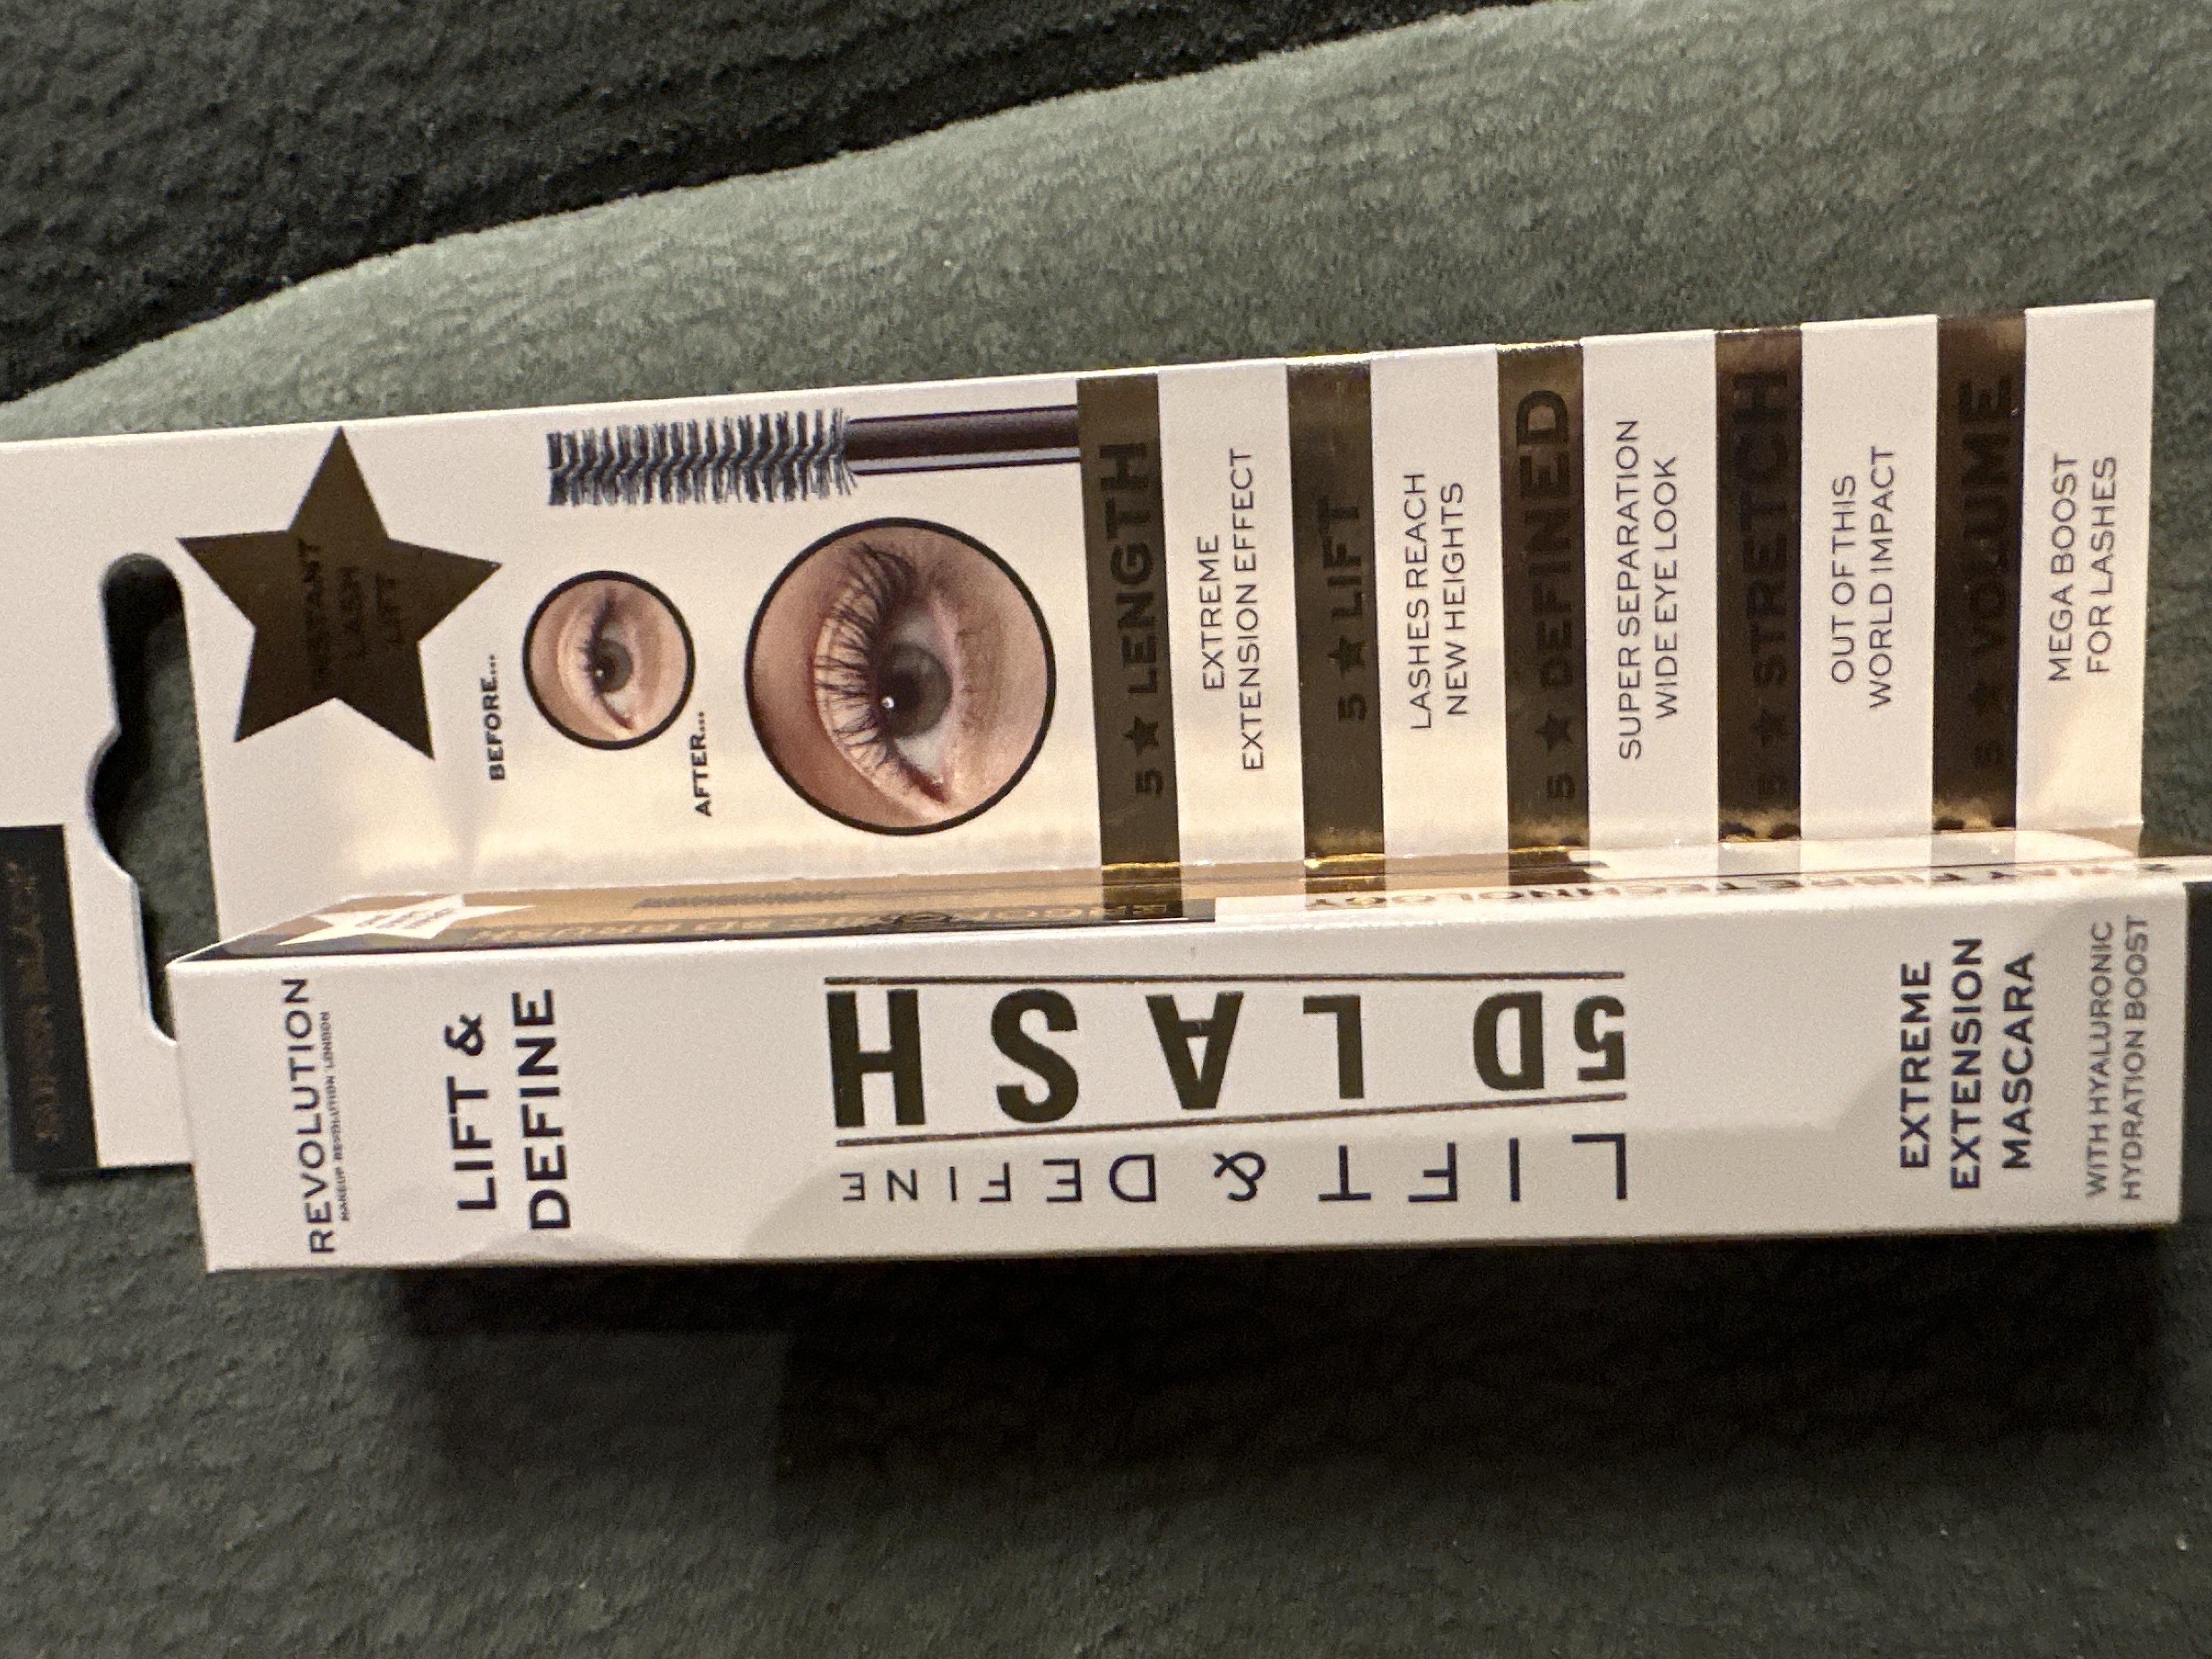 INSTANT
LASH
LIFT
BEFORE...
AFTER...
5★LENGTH
EXTREME
EXTENSION EFFECT
5★LIFT
LASHES REACH
NEW HEIGHTS
5★DEFINED
SUPER SEPARATION
WIDE EYE LOOK
5★STRETCH
OUT OF THIS
WORLD IMPACT
5★VOLUME
MEGA BOOST
FOR LASHES
REVOLUTION
MAKEUP REVOLUTION LONDON
LIFT &
DEFINE
5D LASH
LIFT & DEFINE
EXTREME
EXTENSION
MASCARA
WITH HYALURONIC
HYDRATION BOOST
FIBRE TECHNOLOGY